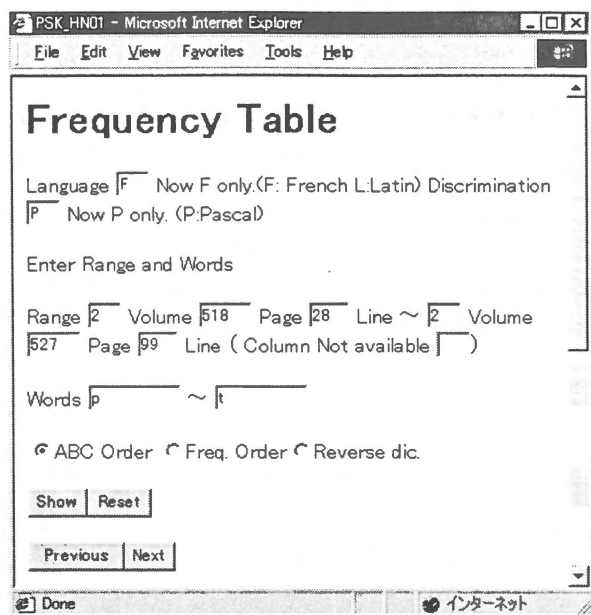 PSK_HN01 - Microsoft Internet Explorer
File Edit View Favorites Tools Help
Frequency Table
Language F Now F only.(F: French L:Latin) Discrimination
P Now P only. (P:Pascal)
Enter Range and Words
Range 2 Volume 518 Page 28 Line ~ 2 Volume
527 Page 99 Line ( Column Not available )
Words p ~ t
ABC Order Freq. Order Reverse dic.
Show Reset
Previous Next
Done インターネット